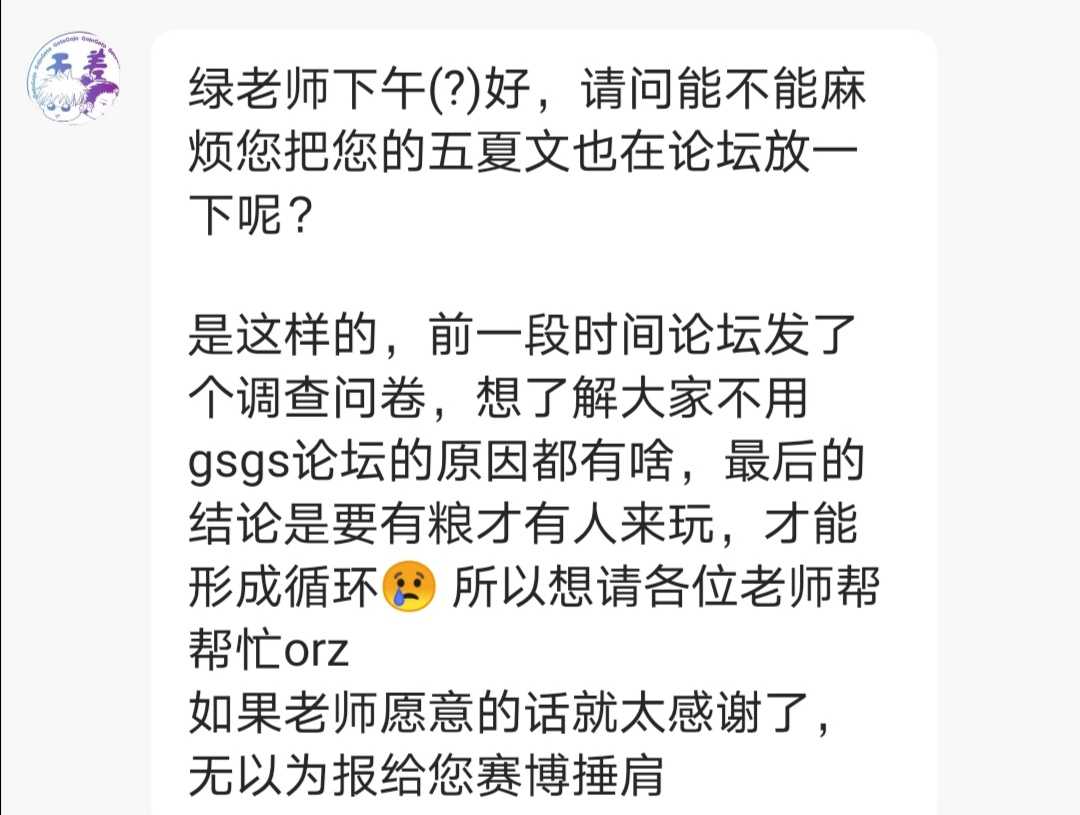 无差
绿老师下午(?)好，请问能不能麻
烦您把您的五夏文也在论坛放一
下呢？
是这样的，前一段时间论坛发了
个调查问卷，想了解大家不用
gsgs论坛的原因都有啥，最后的
结论是要有粮才有人来玩，才能
形成循环😢 所以想请各位老师帮
帮忙orz
如果老师愿意的话就太感谢了，
无以为报给您赛博捶肩